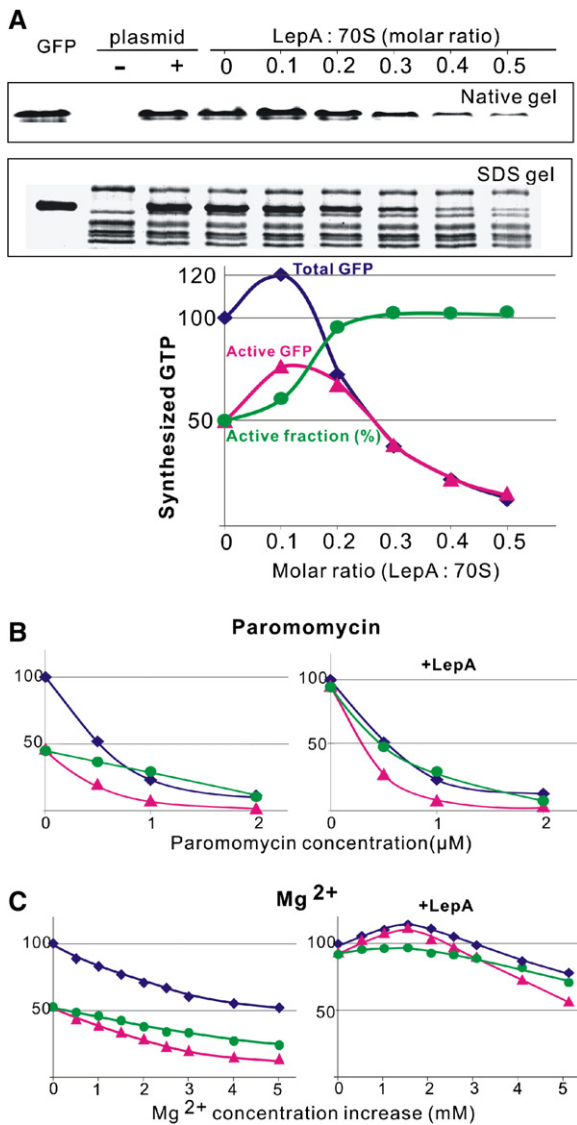 A
GFP plasmid LepA : 70S (molar ratio)
- + 0 0.1 0.2 0.3 0.4 0.5
Native gel
SDS gel
120
100
50
Total GFP
Active GFP
Active fraction (%)
Synthesized GTP
0 0.1 0.2 0.3 0.4 0.5
Molar ratio (LepA : 70S)
B
Paromomycin
+LepA
100
50
0 1 2
100
50
0 1 2
Paromomycin concentration(μM)
C
Mg 2+
+LepA
100
50
0 1 2 3 4 5
100
50
0 1 2 3 4 5
Mg 2+ concentration increase (mM)